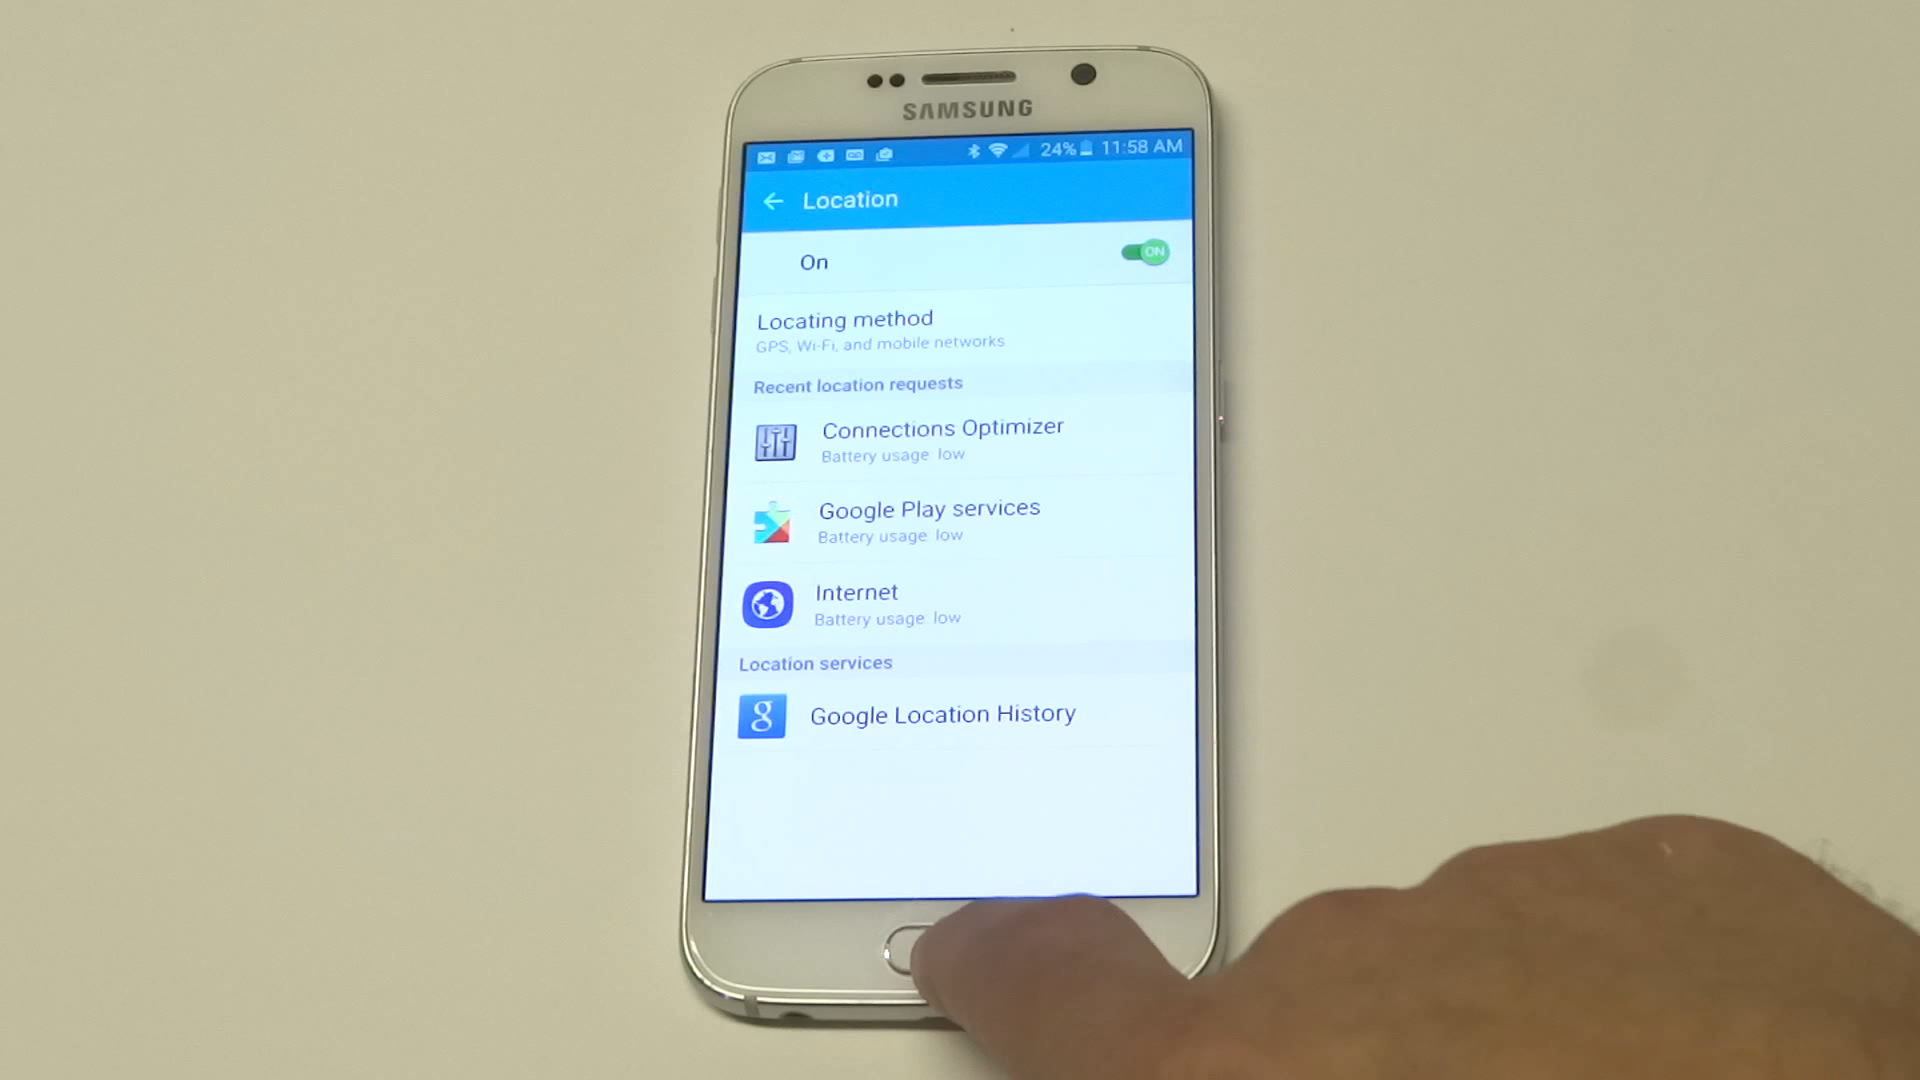 SAMSUNG
24% 11:58 AM
Location
On
ON
Locating method
GPS, Wi-Fi, and mobile networks
Recent location requests
Connections Optimizer
Battery usage: low
Google Play services
Battery usage: low
Internet
Battery usage: low
Location services
g
Google Location History